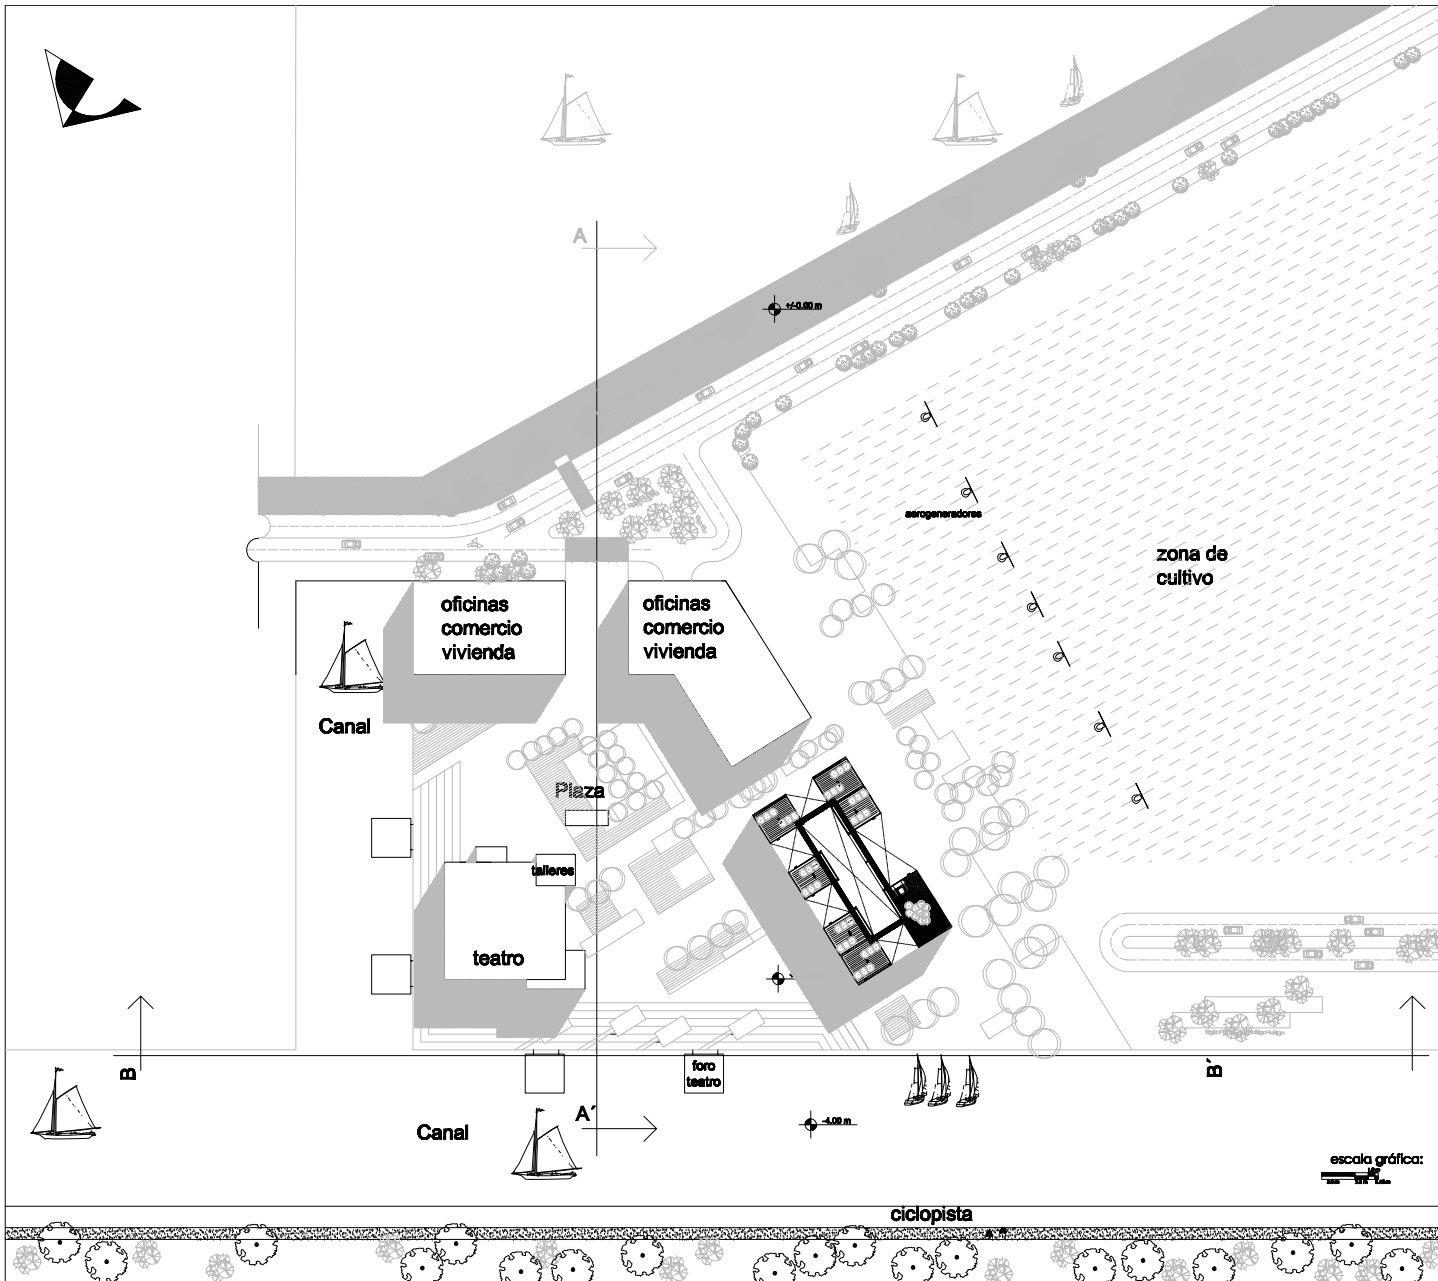 A
+/-0.00 m
aerogeneradores
zona de
cultivo
oficinas
comercio
vivienda
oficinas
comercio
vivienda
Canal
Plaza
talleres
teatro
foro
teatro
B
B´
A´
-4.00 m
Canal
escala gráfica:
ciclopista